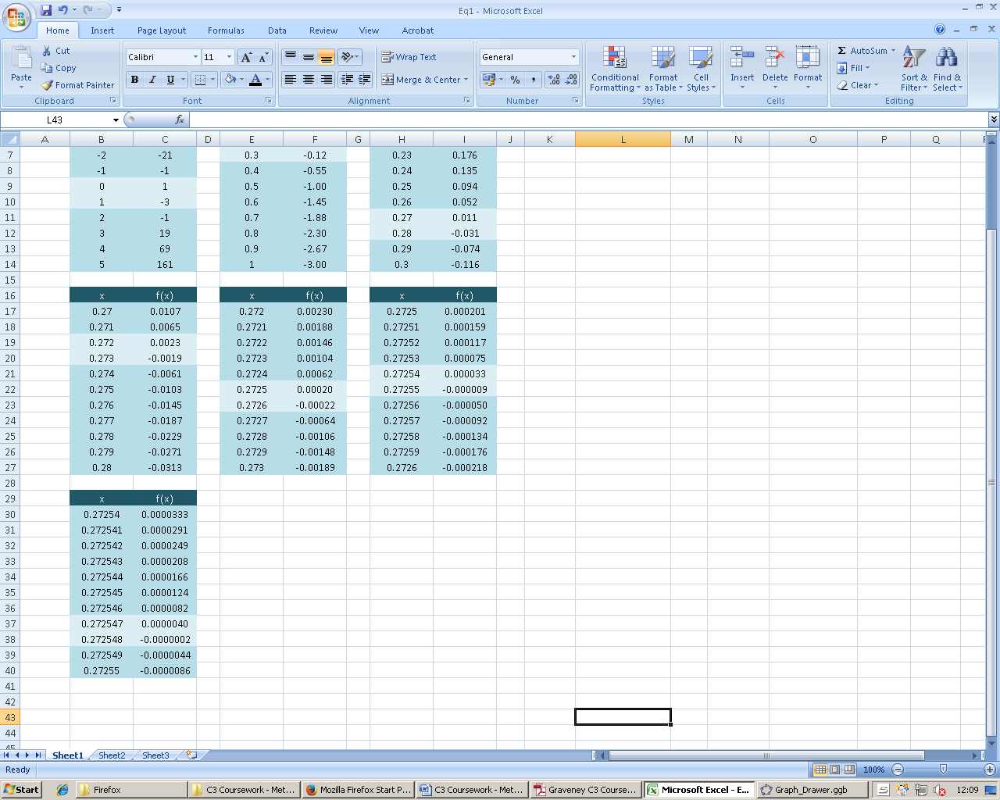 Eq1 - Microsoft Excel
Home Insert Page Layout Formulas Data Review View Acrobat
Paste Cut Copy Format Painter
Calibri 11
B I U
Wrap Text
Merge & Center
General
% ,
Conditional Formatting Format as Table Cell Styles
Insert Delete Format
Σ AutoSum Fill Clear
Sort & Filter Find & Select
Clipboard Font Alignment Number Styles Cells Editing
L43 fx
A B C D E F G H I J K L M N O P Q
7 -2 -21 0.3 -0.12 0.23 0.176
8 -1 -1 0.4 -0.55 0.24 0.135
9 0 1 0.5 -1.00 0.25 0.094
10 1 -3 0.6 -1.45 0.26 0.052
11 2 -1 0.7 -1.88 0.27 0.011
12 3 19 0.8 -2.30 0.28 -0.031
13 4 69 0.9 -2.67 0.29 -0.074
14 5 161 1 -3.00 0.3 -0.116
15
16 x f(x) x f(x) x f(x)
17 0.27 0.0107 0.272 0.00230 0.2725 0.000201
18 0.271 0.0065 0.2721 0.00188 0.27251 0.000159
19 0.272 0.0023 0.2722 0.00146 0.27252 0.000117
20 0.273 -0.0019 0.2723 0.00104 0.27253 0.000075
21 0.274 -0.0061 0.2724 0.00062 0.27254 0.000033
22 0.275 -0.0103 0.2725 0.00020 0.27255 -0.000009
23 0.276 -0.0145 0.2726 -0.00022 0.27256 -0.000050
24 0.277 -0.0187 0.2727 -0.00064 0.27257 -0.000092
25 0.278 -0.0229 0.2728 -0.00106 0.27258 -0.000134
26 0.279 -0.0271 0.2729 -0.00148 0.27259 -0.000176
27 0.28 -0.0313 0.273 -0.00189 0.2726 -0.000218
28
29 x f(x)
30 0.27254 0.0000333
31 0.272541 0.0000291
32 0.272542 0.0000249
33 0.272543 0.0000208
34 0.272544 0.0000166
35 0.272545 0.0000124
36 0.272546 0.0000082
37 0.272547 0.0000040
38 0.272548 -0.0000002
39 0.272549 -0.0000044
40 0.27255 -0.0000086
41
42
43
44
45
Sheet1 Sheet2 Sheet3
Ready 100%
Start Firefox C3 Coursework - Met... Mozilla Firefox Start P... C3 Coursework - Met... Graveney C3 Course... Microsoft Excel - E... Graph_Drawer.ggb 12:09